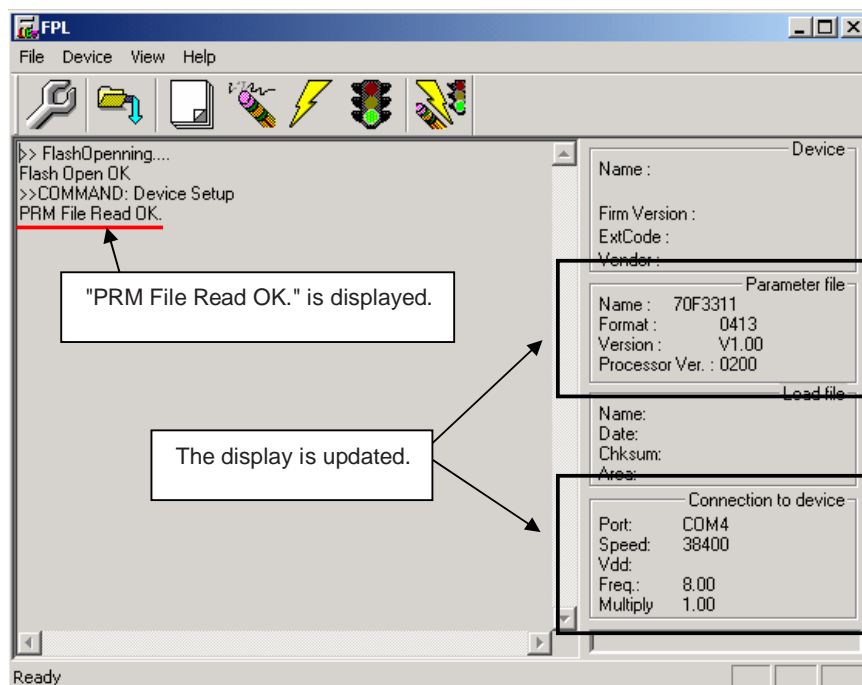 FPL
File Device View Help
>> FlashOpenning....
Flash Open OK
>>COMMAND: Device Setup
PRM File Read OK.
"PRM File Read OK." is displayed.
The display is updated.
Device
Name :
Firm Version :
ExtCode :
Vendor :
Parameter file
Name : 70F3311
Format : 0413
Version : V1.00
Processor Ver. : 0200
Load file
Name:
Date:
Chksum:
Area:
Connection to device
Port: COM4
Speed: 38400
Vdd:
Freq.: 8.00
Multiply 1.00
Ready